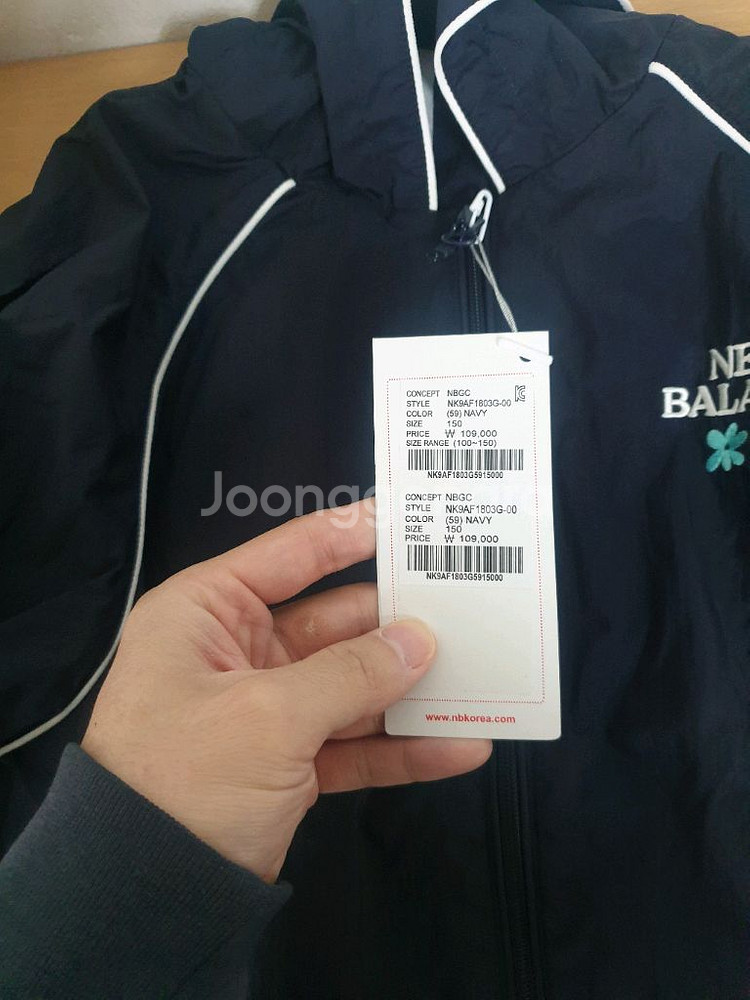 NE
BALA
CONCEPT NBGC
STYLE NK9AF1803G-00
COLOR (59) NAVY
SIZE 150
PRICE ₩ 109,000
SIZE RANGE (100~150)
NK9AF1803G5915000
CONCEPT NBGC
STYLE NK9AF1803G-00
COLOR (59) NAVY
SIZE 150
PRICE ₩ 109,000
NK9AF1803G5915000
www.nbkorea.com